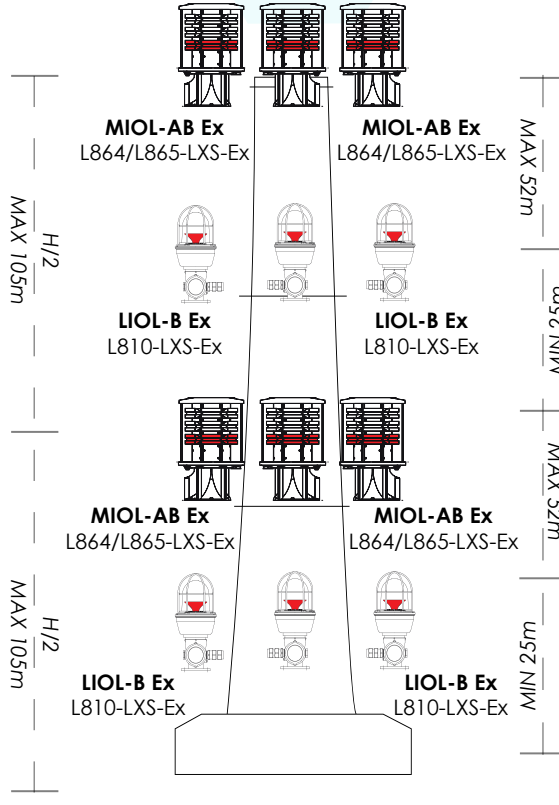 MIOL-AB Ex
L864/L865-LXS-Ex
MIOL-AB Ex
L864/L865-LXS-Ex
MAX 52m
H/2
MAX 105m
LIOL-B Ex
L810-LXS-Ex
LIOL-B Ex
L810-LXS-Ex
MIN 25m
MIOL-AB Ex
L864/L865-LXS-Ex
MIOL-AB Ex
L864/L865-LXS-Ex
MAX 52m
H/2
MAX 105m
LIOL-B Ex
L810-LXS-Ex
LIOL-B Ex
L810-LXS-Ex
MIN 25m